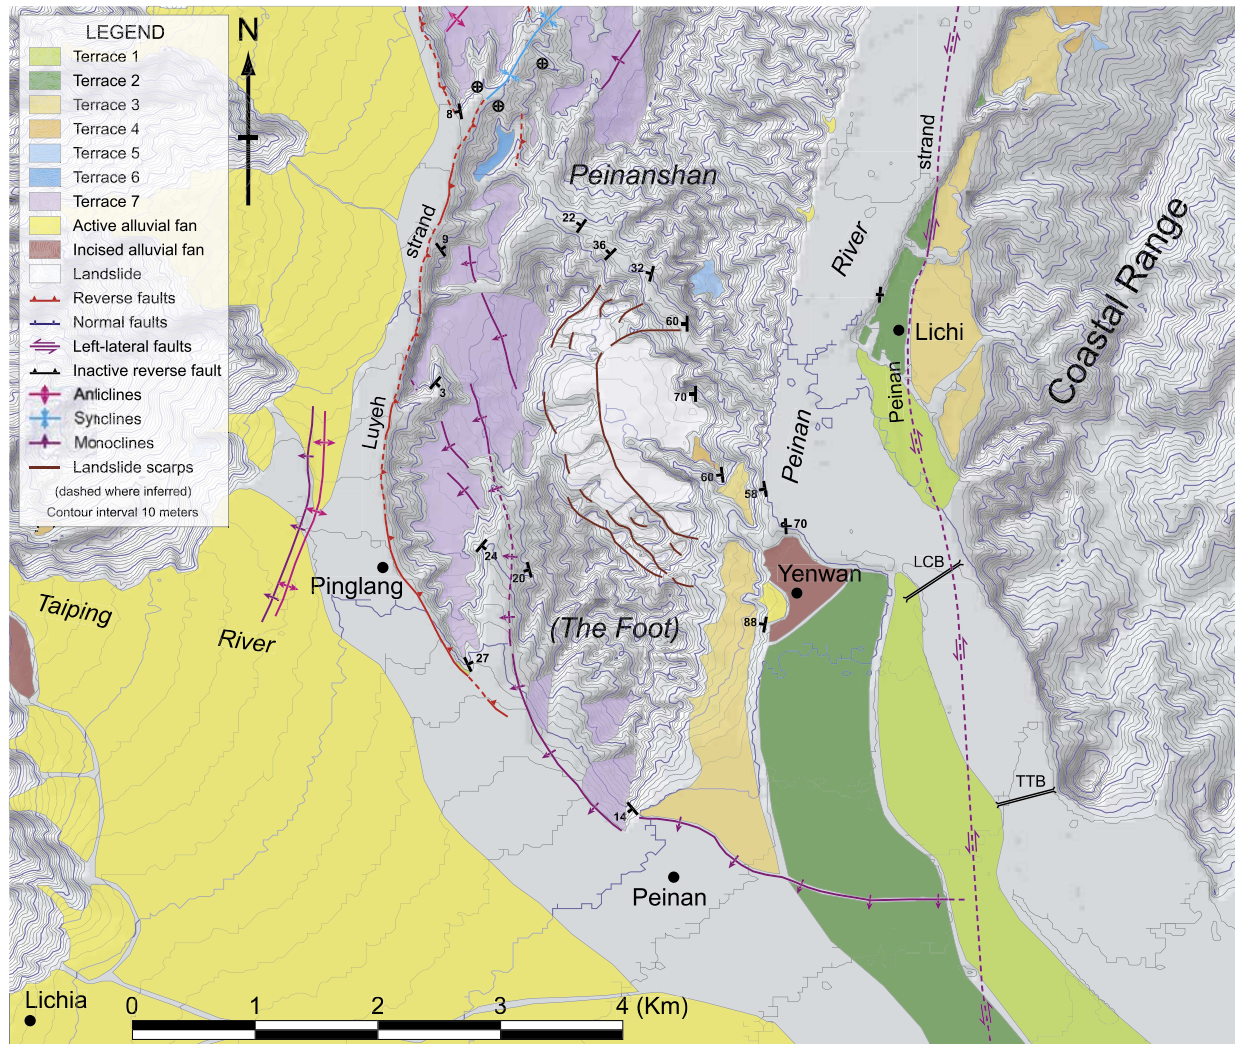 LEGEND
Terrace 1
Terrace 2
Terrace 3
Terrace 4
Terrace 5
Terrace 6
Terrace 7
Active alluvial fan
Incised alluvial fan
Landslide
Reverse faults
Normal faults
Left-lateral faults
Inactive reverse fault
Anticlines
Synclines
Monoclines
Landslide scarps
(dashed where inferred)
Contour interval 10 meters
N
8
Peinanshan
strand
22
9
strand
36
32
River
60
Lichi
Coastal Range
3
70
Luyeh
Peinan
Peinan
60
58
70
24
20
LCB
Pinglang
Yenwan
Taiping
River
(The Foot)
88
27
TTB
14
Peinan
Lichia
0 1 2 3 4 (Km)